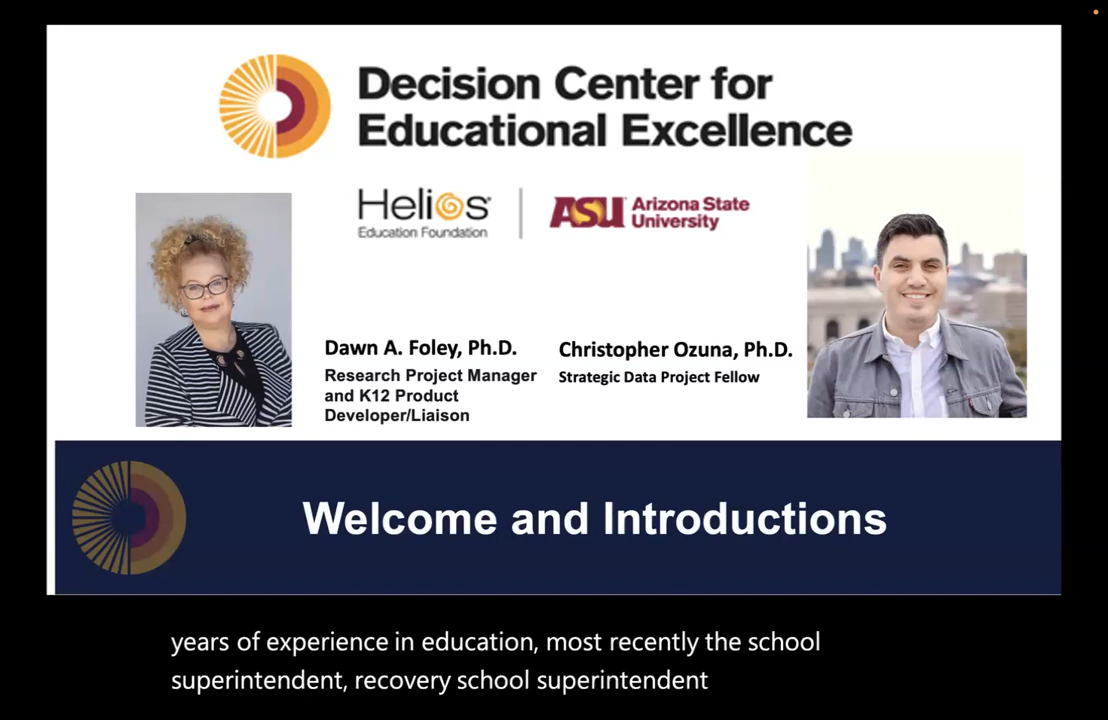 Decision Center for
Educational Excellence
Helios
Education Foundation
ASU Arizona State
University
Dawn A. Foley, Ph.D.
Research Project Manager
and K12 Product
Developer/Liaison
Christopher Ozuna, Ph.D.
Strategic Data Project Fellow
Welcome and Introductions
years of experience in education, most recently the school
superintendent, recovery school superintendent